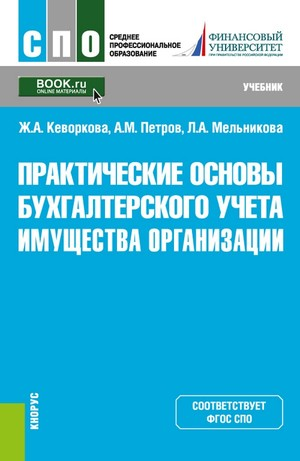 СПО
СРЕДНЕЕ
ПРОФЕССИОНАЛЬНОЕ
ОБРАЗОВАНИЕ
ФИНАНСОВЫЙ
УНИВЕРСИТЕТ
ПРИ ПРАВИТЕЛЬСТВЕ РОССИЙСКОЙ ФЕДЕРАЦИИ
BOOK.ru
ONLINE МАТЕРИАЛЫ
УЧЕБНИК
Ж.А. Кеворкова, А.М. Петров, Л.А. Мельникова
ПРАКТИЧЕСКИЕ ОСНОВЫ
БУХГАЛТЕРСКОГО УЧЕТА
ИМУЩЕСТВА ОРГАНИЗАЦИИ
КНОРУС
СООТВЕТСТВУЕТ
ФГОС СПО